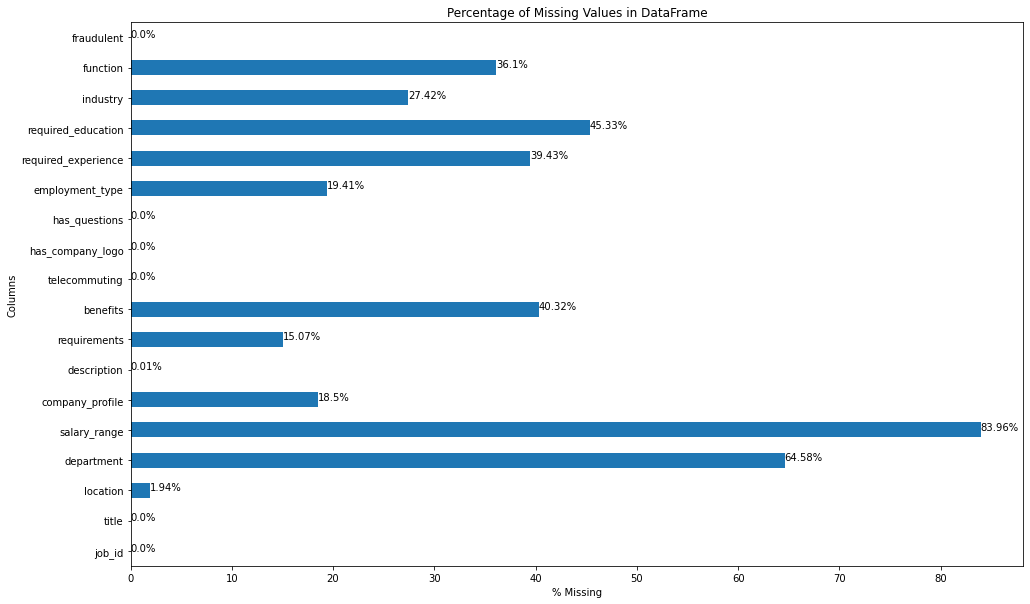 Percentage of Missing Values in DataFrame
fraudulent 0.0%
function 36.1%
industry 27.42%
required_education 45.33%
required_experience 39.43%
employment_type 19.41%
has_questions 0.0%
has_company_logo 0.0%
telecommuting 0.0%
benefits 40.32%
requirements 15.07%
description 0.01%
company_profile 18.5%
salary_range 83.96%
department 64.58%
location 1.94%
title 0.0%
job_id 0.0%
Columns
0 10 20 30 40 50 60 70 80
% Missing